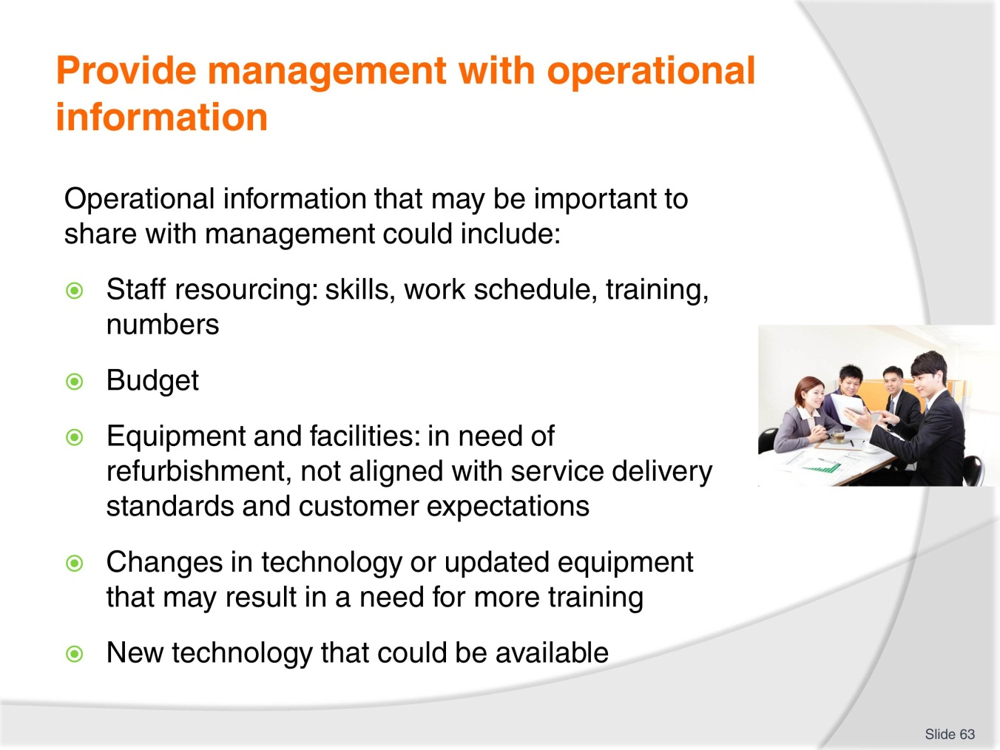 Provide management with operational
information
Operational information that may be important to
share with management could include:
Staff resourcing: skills, work schedule, training,
numbers
Budget
Equipment and facilities: in need of
refurbishment, not aligned with service delivery
standards and customer expectations
Changes in technology or updated equipment
that may result in a need for more training
New technology that could be available
Slide 63